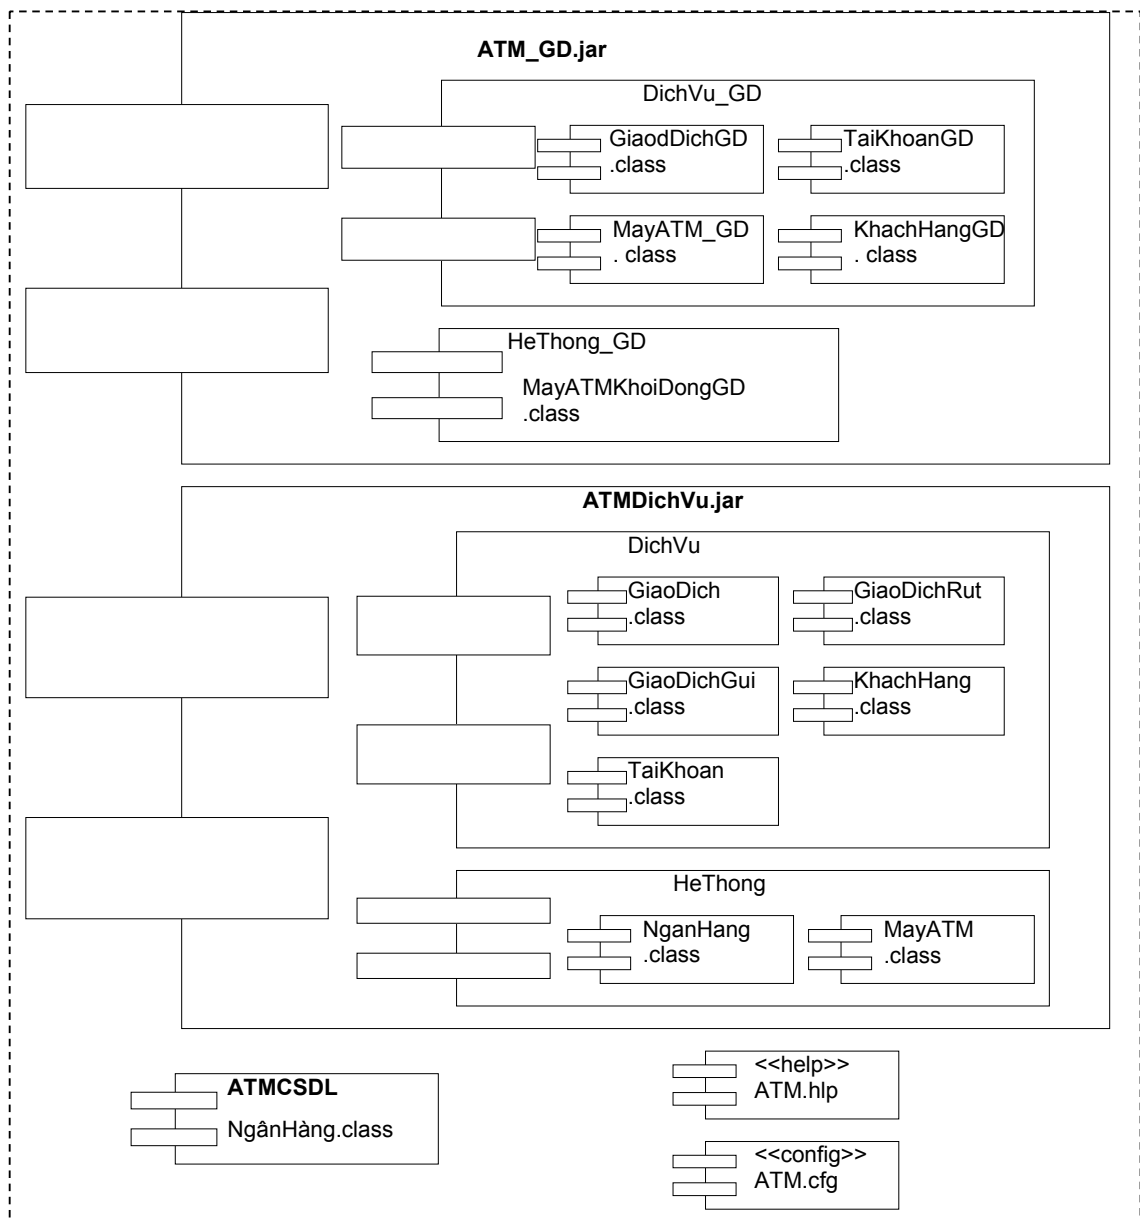 ATM_GD.jar
DichVu_GD
GiaodDichGD
.class
TaiKhoanGD
.class
MayATM_GD
. class
KhachHangGD
. class
HeThong_GD
MayATMKhoiDongGD
.class
ATMDichVu.jar
DichVu
GiaoDich
.class
GiaoDichRut
.class
GiaoDichGui
.class
KhachHang
.class
TaiKhoan
.class
HeThong
NganHang
.class
MayATM
.class
ATMCSDL
NgânHàng.class
<<help>>
ATM.hlp
<<config>>
ATM.cfg